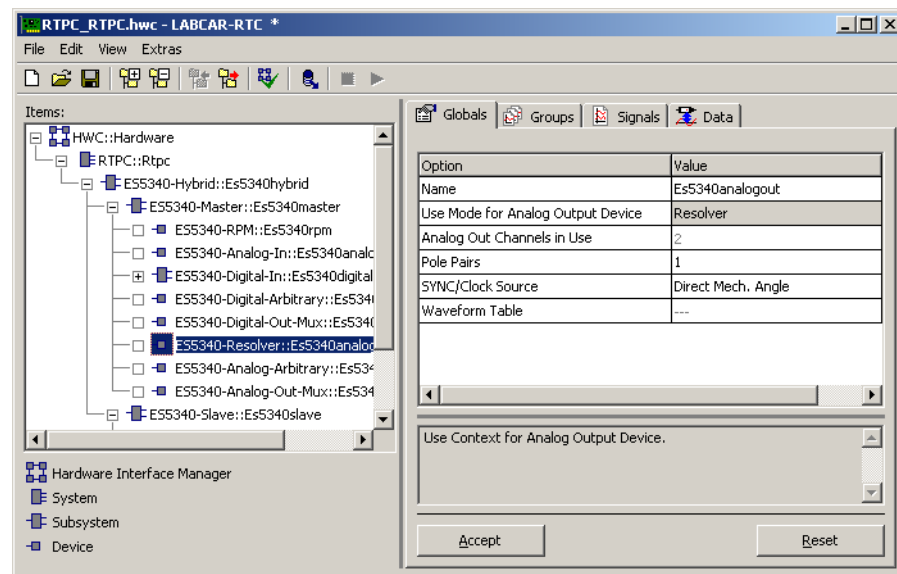 RTPC_RTPC.hwc - LABCAR-RTC *
File Edit View Extras
Items:
HWC::Hardware
RTPC::Rtpc
ES5340-Hybrid::Es5340hybrid
ES5340-Master::Es5340master
ES5340-RPM::Es5340rpm
ES5340-Analog-In::Es5340analo
ES5340-Digital-In::Es5340digital
ES5340-Digital-Arbitrary::Es534
ES5340-Digital-Out-Mux::Es534
ES5340-Resolver::Es5340analog
ES5340-Analog-Arbitrary::Es534
ES5340-Analog-Out-Mux::Es534
ES5340-Slave::Es5340slave
Hardware Interface Manager
System
Subsystem
Device
Globals Groups Signals Data
Option Value
Name Es5340analogout
Use Mode for Analog Output Device Resolver
Analog Out Channels in Use 2
Pole Pairs 1
SYNC/Clock Source Direct Mech. Angle
Waveform Table ---
Use Context for Analog Output Device.
Accept Reset